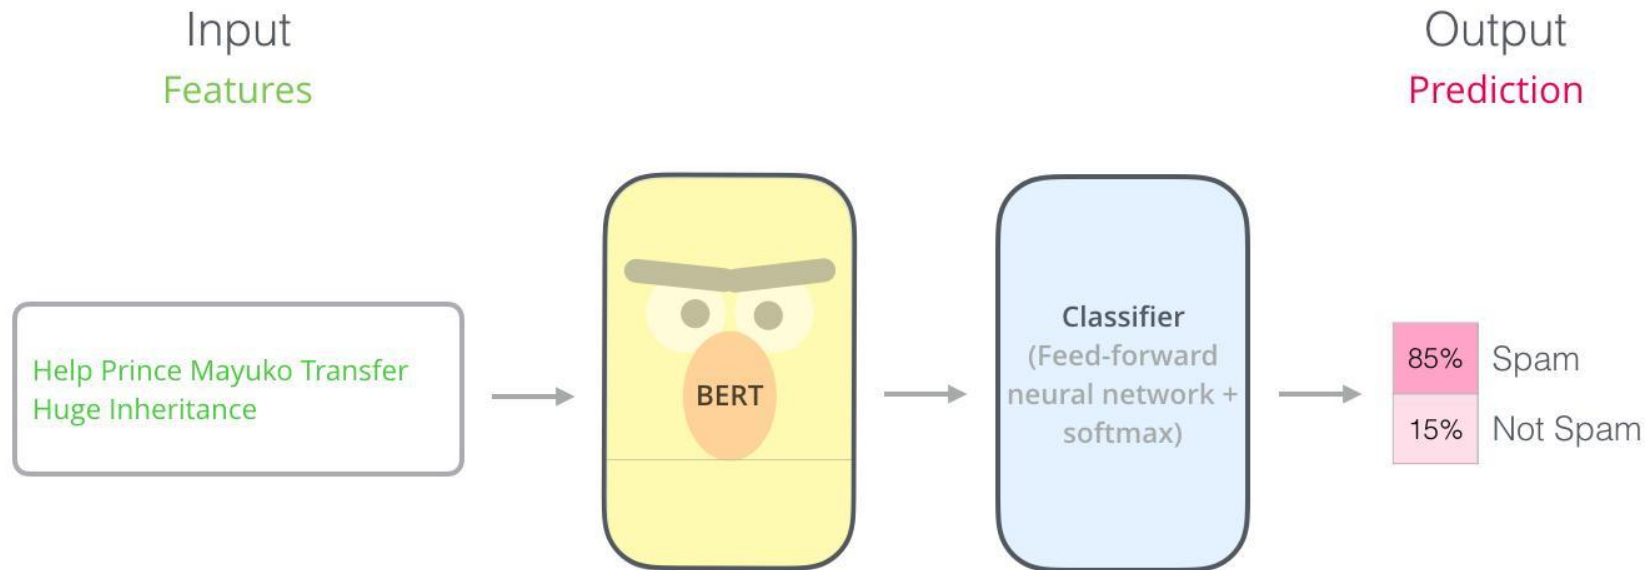 Input
Features
Output
Prediction
Help Prince Mayuko Transfer
Huge Inheritance
BERT
Classifier
(Feed-forward
neural network +
softmax)
85% Spam
15% Not Spam